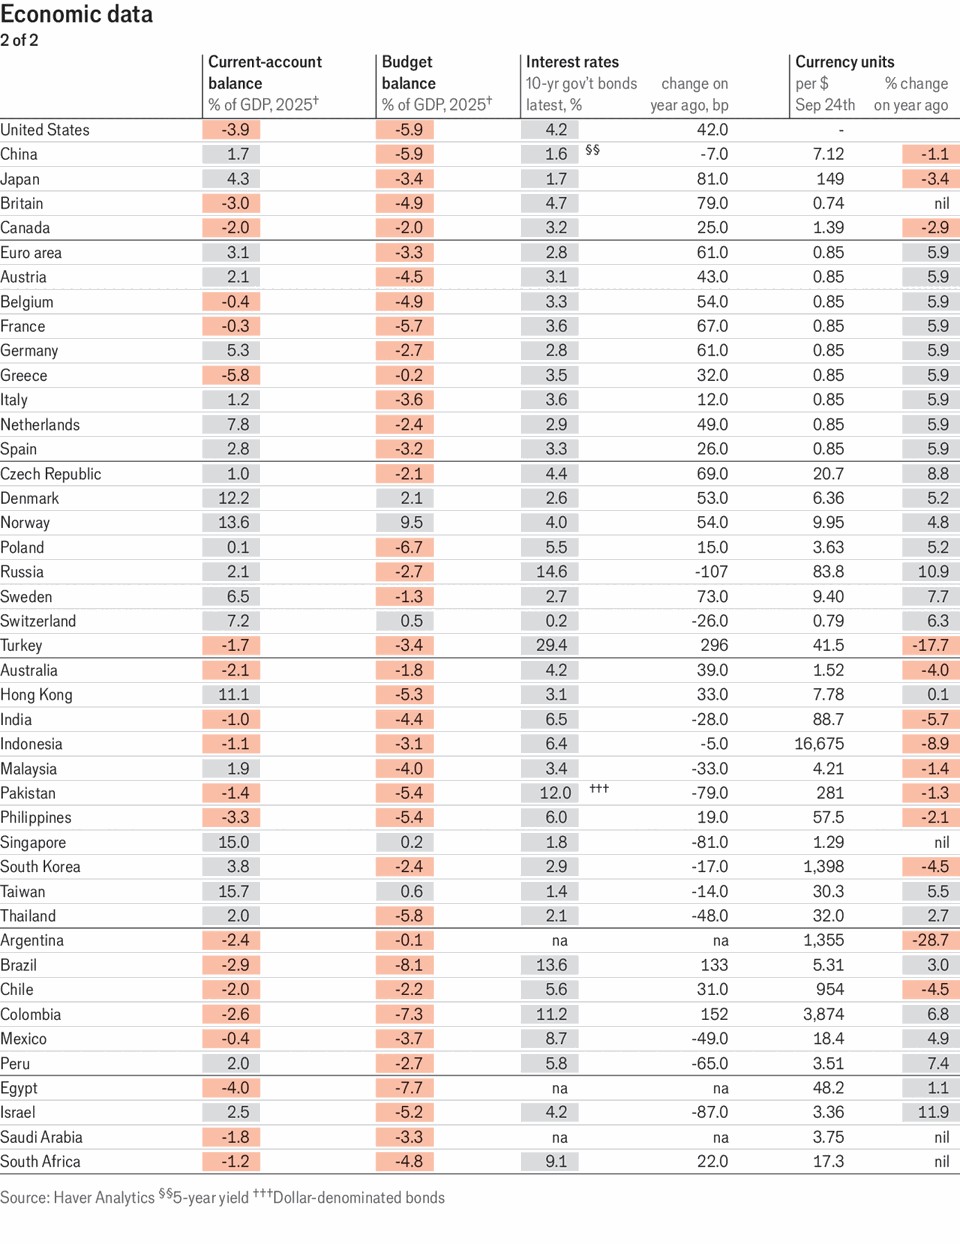 Economic data
2 of 2
Current-account Budget Interest rates Currency units
balance balance 10-yr gov't bonds change on per $ % change
% of GDP, 2025† % of GDP, 2025† latest, % year ago, bp Sep 24th on year ago
United States -3.9 -5.9 4.2 42.0 -
China 1.7 -5.9 1.6 §§ -7.0 7.12 -1.1
Japan 4.3 -3.4 1.7 81.0 149 -3.4
Britain -3.0 -4.9 4.7 79.0 0.74 nil
Canada -2.0 -2.0 3.2 25.0 1.39 -2.9
Euro area 3.1 -3.3 2.8 61.0 0.85 5.9
Austria 2.1 -4.5 3.1 43.0 0.85 5.9
Belgium -0.4 -4.9 3.3 54.0 0.85 5.9
France -0.3 -5.7 3.6 67.0 0.85 5.9
Germany 5.3 -2.7 2.8 61.0 0.85 5.9
Greece -5.8 -0.2 3.5 32.0 0.85 5.9
Italy 1.2 -3.6 3.6 12.0 0.85 5.9
Netherlands 7.8 -2.4 2.9 49.0 0.85 5.9
Spain 2.8 -3.2 3.3 26.0 0.85 5.9
Czech Republic 1.0 -2.1 4.4 69.0 20.7 8.8
Denmark 12.2 2.1 2.6 53.0 6.36 5.2
Norway 13.6 9.5 4.0 54.0 9.95 4.8
Poland 0.1 -6.7 5.5 15.0 3.63 5.2
Russia 2.1 -2.7 14.6 -107 83.8 10.9
Sweden 6.5 -1.3 2.7 73.0 9.40 7.7
Switzerland 7.2 0.5 0.2 -26.0 0.79 6.3
Turkey -1.7 -3.4 29.4 296 41.5 -17.7
Australia -2.1 -1.8 4.2 39.0 1.52 -4.0
Hong Kong 11.1 -5.3 3.1 33.0 7.78 0.1
India -1.0 -4.4 6.5 -28.0 88.7 -5.7
Indonesia -1.1 -3.1 6.4 -5.0 16,675 -8.9
Malaysia 1.9 -4.0 3.4 -33.0 4.21 -1.4
Pakistan -1.4 -5.4 12.0 ††† -79.0 281 -1.3
Philippines -3.3 -5.4 6.0 19.0 57.5 -2.1
Singapore 15.0 0.2 1.8 -81.0 1.29 nil
South Korea 3.8 -2.4 2.9 -17.0 1,398 -4.5
Taiwan 15.7 0.6 1.4 -14.0 30.3 5.5
Thailand 2.0 -5.8 2.1 -48.0 32.0 2.7
Argentina -2.4 -0.1 na na 1,355 -28.7
Brazil -2.9 -8.1 13.6 133 5.31 3.0
Chile -2.0 -2.2 5.6 31.0 954 -4.5
Colombia -2.6 -7.3 11.2 152 3,874 6.8
Mexico -0.4 -3.7 8.7 -49.0 18.4 4.9
Peru 2.0 -2.7 5.8 -65.0 3.51 7.4
Egypt -4.0 -7.7 na na 48.2 1.1
Israel 2.5 -5.2 4.2 -87.0 3.36 11.9
Saudi Arabia -1.8 -3.3 na na 3.75 nil
South Africa -1.2 -4.8 9.1 22.0 17.3 nil
Source: Haver Analytics §§5-year yield †††Dollar-denominated bonds